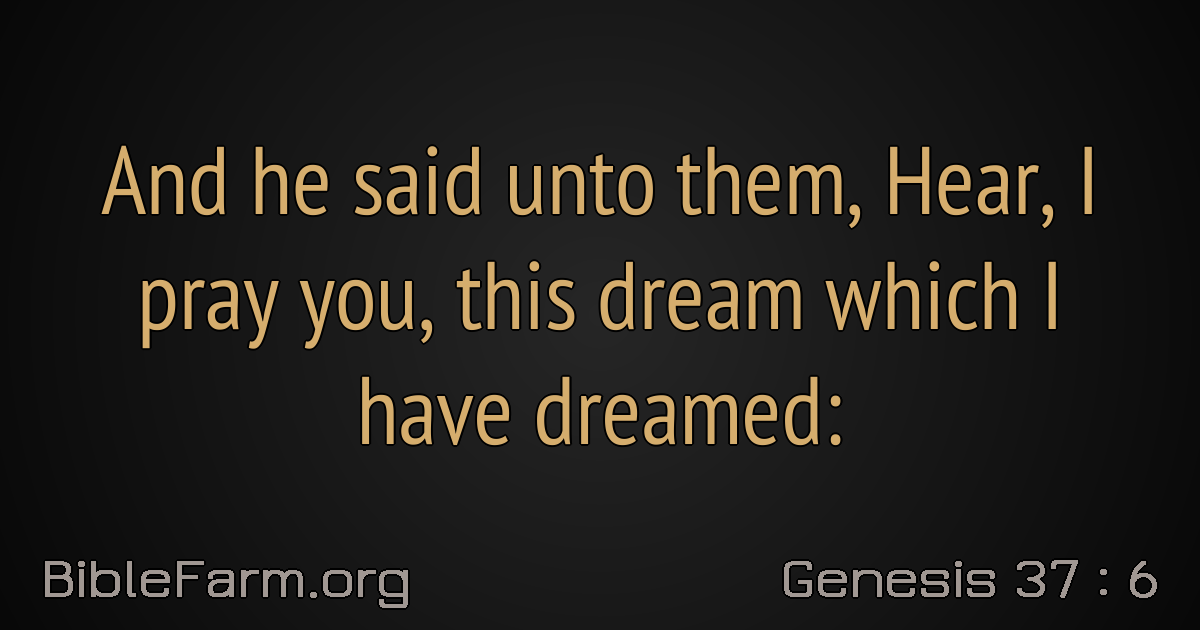 And he said unto them, Hear, I
pray you, this dream which I
have dreamed:
BibleFarm.org
Genesis 37 : 6